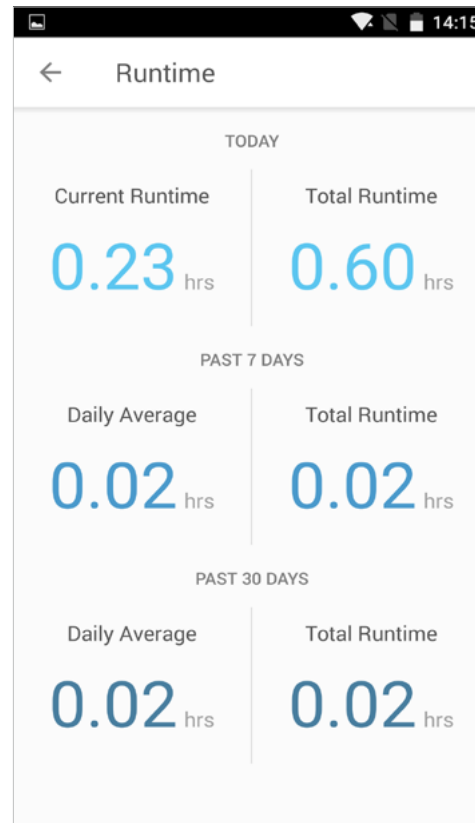 14:15
Runtime
TODAY
Current Runtime
0.23 hrs
Total Runtime
0.60 hrs
PAST 7 DAYS
Daily Average
0.02 hrs
Total Runtime
0.02 hrs
PAST 30 DAYS
Daily Average
0.02 hrs
Total Runtime
0.02 hrs